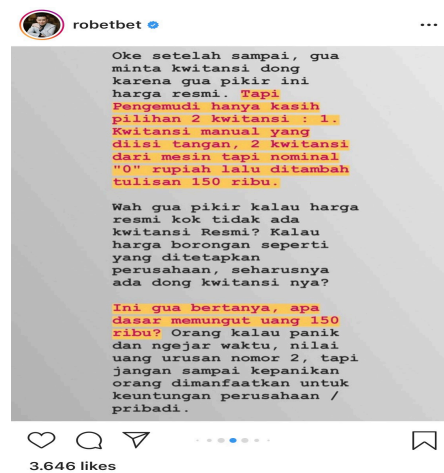 robetbet
Oke setelah sampai, gua
minta kwitansi dong
karena gua pikir ini
harga resmi. Tapi
Pengemudi hanya kasih
pilihan 2 kwitansi : 1.
Kwitansi manual yang
diisi tangan, 2 kwitansi
dari mesin tapi nominal
"0" rupiah lalu ditambah
tulisan 150 ribu.
Wah gua pikir kalau harga
resmi kok tidak ada
kwitansi Resmi? Kalau
harga borongan seperti
yang ditetapkan
perusahaan, seharusnya
ada dong kwitansi nya?
Ini gua bertanya, apa
dasar memungut uang 150
ribu? Orang kalau panik
dan ngejar waktu, nilai
uang urusan nomor 2, tapi
jangan sampai kepanikan
orang dimanfaatkan untuk
keuntungan perusahaan /
pribadi.
3.646 likes